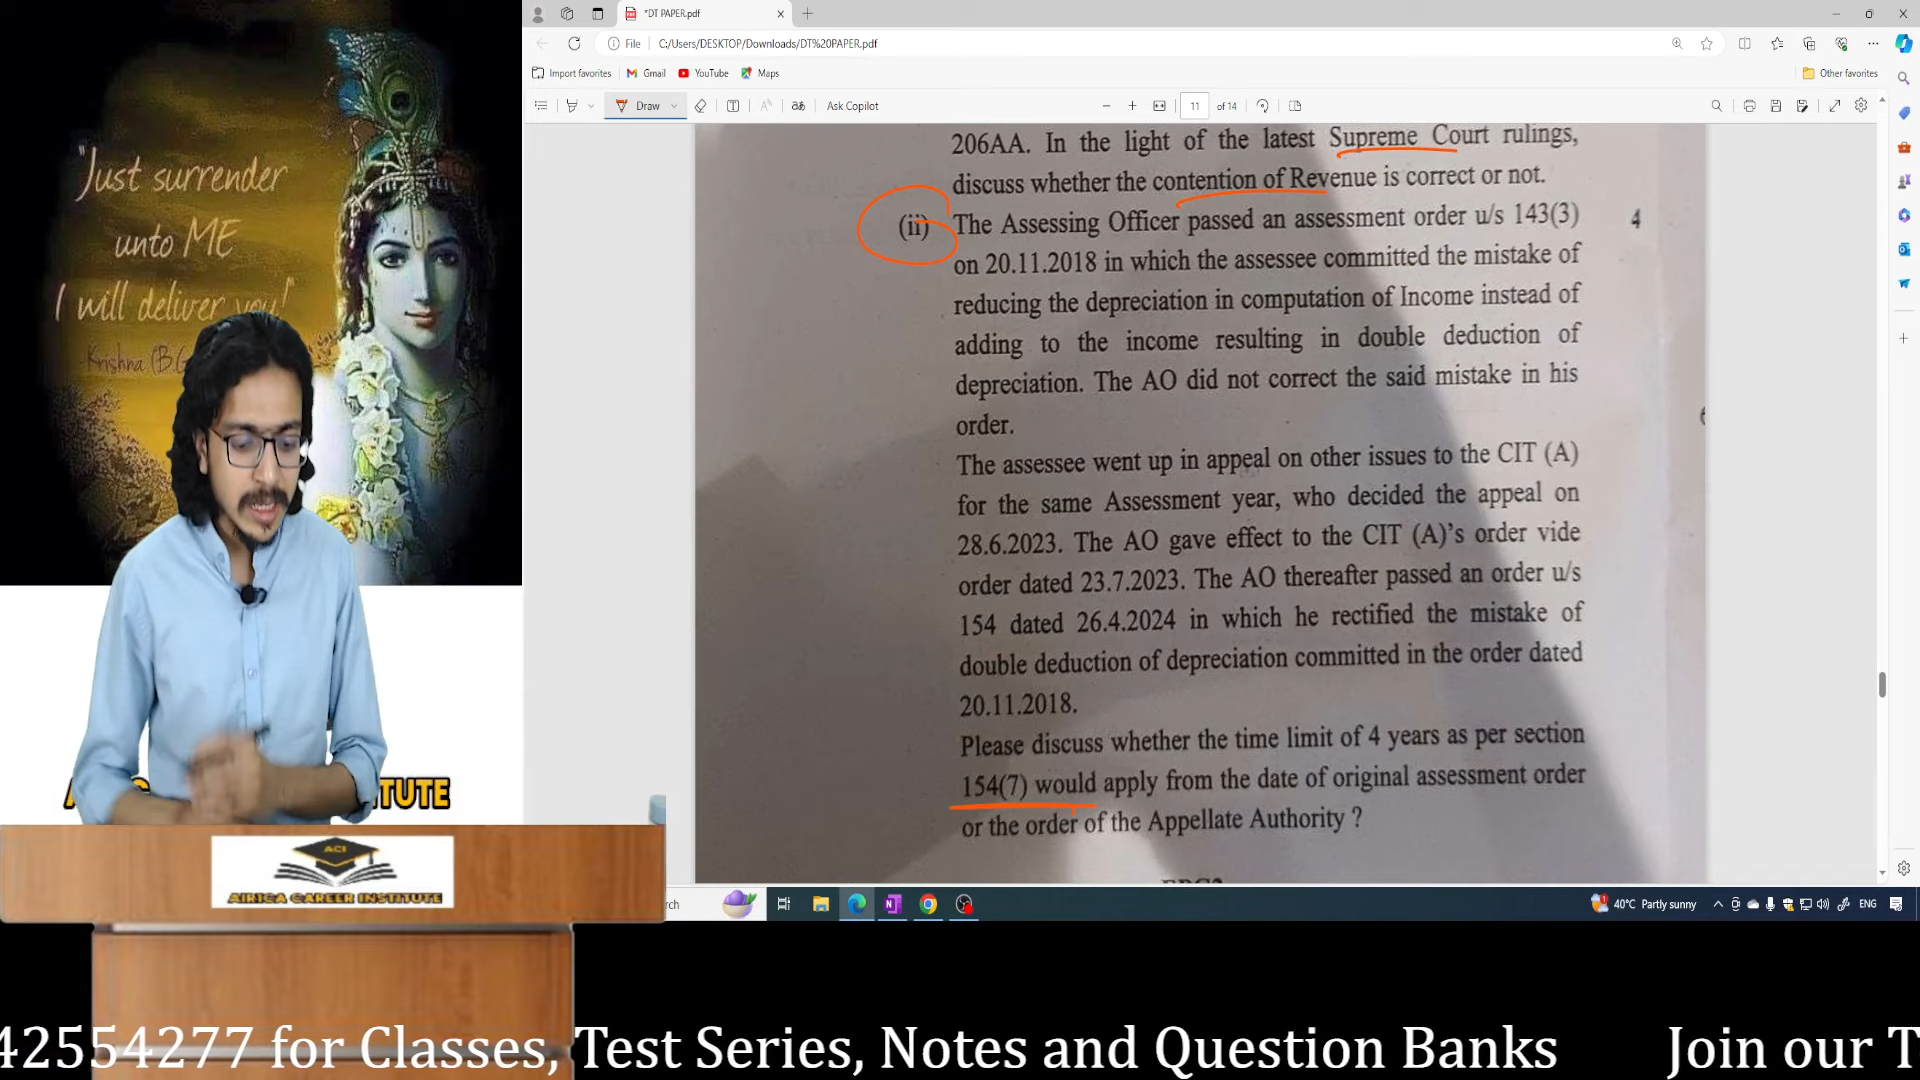 "Just surrender
unto ME
I will deliver you!"
*DT PAPER.pdf
File
C:/Users/DESKTOP/Downloads/DT%20PAPER.pdf
Import favorites
Gmail
YouTube
Maps
Other favorites
Draw
Ask Copilot
11
of 14
206AA. In the light of the latest Supreme Court rulings,
discuss whether the contention of Revenue is correct or not.
(ii) The Assessing Officer passed an assessment order u/s 143(3) 4
on 20.11.2018 in which the assessee committed the mistake of
reducing the depreciation in computation of Income instead of
adding to the income resulting in double deduction of
depreciation. The AO did not correct the said mistake in his
order.
The assessee went up in appeal on other issues to the CIT (A)
for the same Assessment year, who decided the appeal on
28.6.2023. The AO gave effect to the CIT (A)'s order vide
order dated 23.7.2023. The AO thereafter passed an order u/s
154 dated 26.4.2024 in which he rectified the mistake of
double deduction of depreciation committed in the order dated
20.11.2018.
Please discuss whether the time limit of 4 years as per section
154(7) would apply from the date of original assessment order
or the order of the Appellate Authority ?
TUTE
ACI
AIRICA CAREER INSTITUTE
rch
40°C Partly sunny
ENG
42554277 for Classes, Test Series, Notes and Question Banks
Join our T